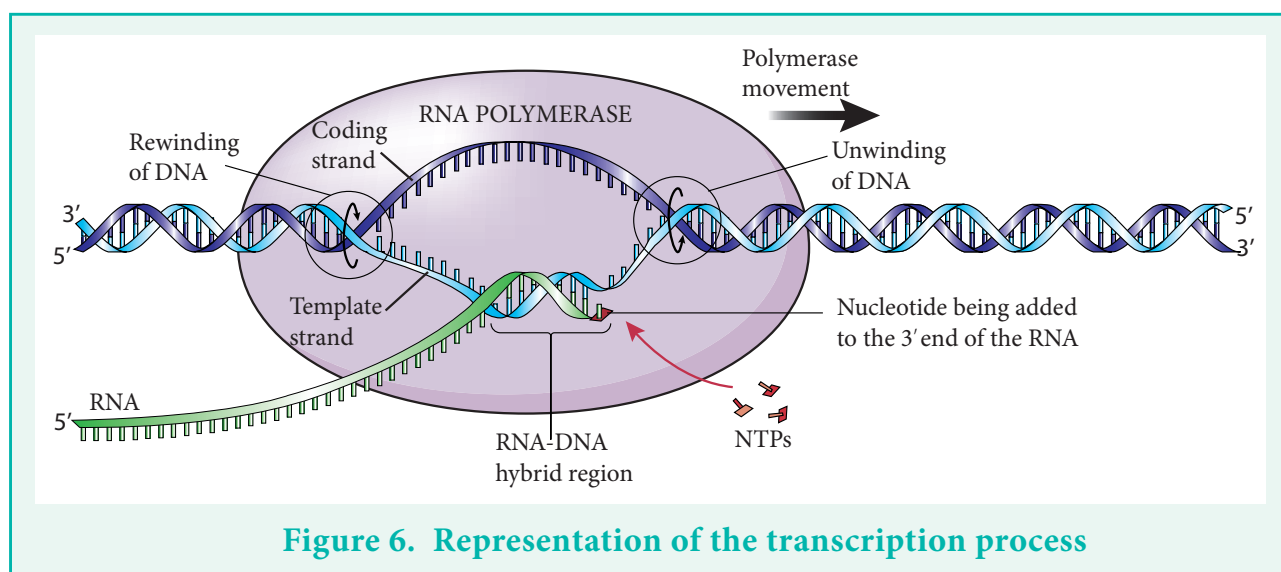 Polymerase
movement
RNA POLYMERASE
Coding
strand
Rewinding
of DNA
Unwinding
of DNA
3′
5′
5′
3′
Template
strand
Nucleotide being added
to the 3′ end of the RNA
RNA
5′
NTPs
RNA-DNA
hybrid region
Figure 6. Representation of the transcription process